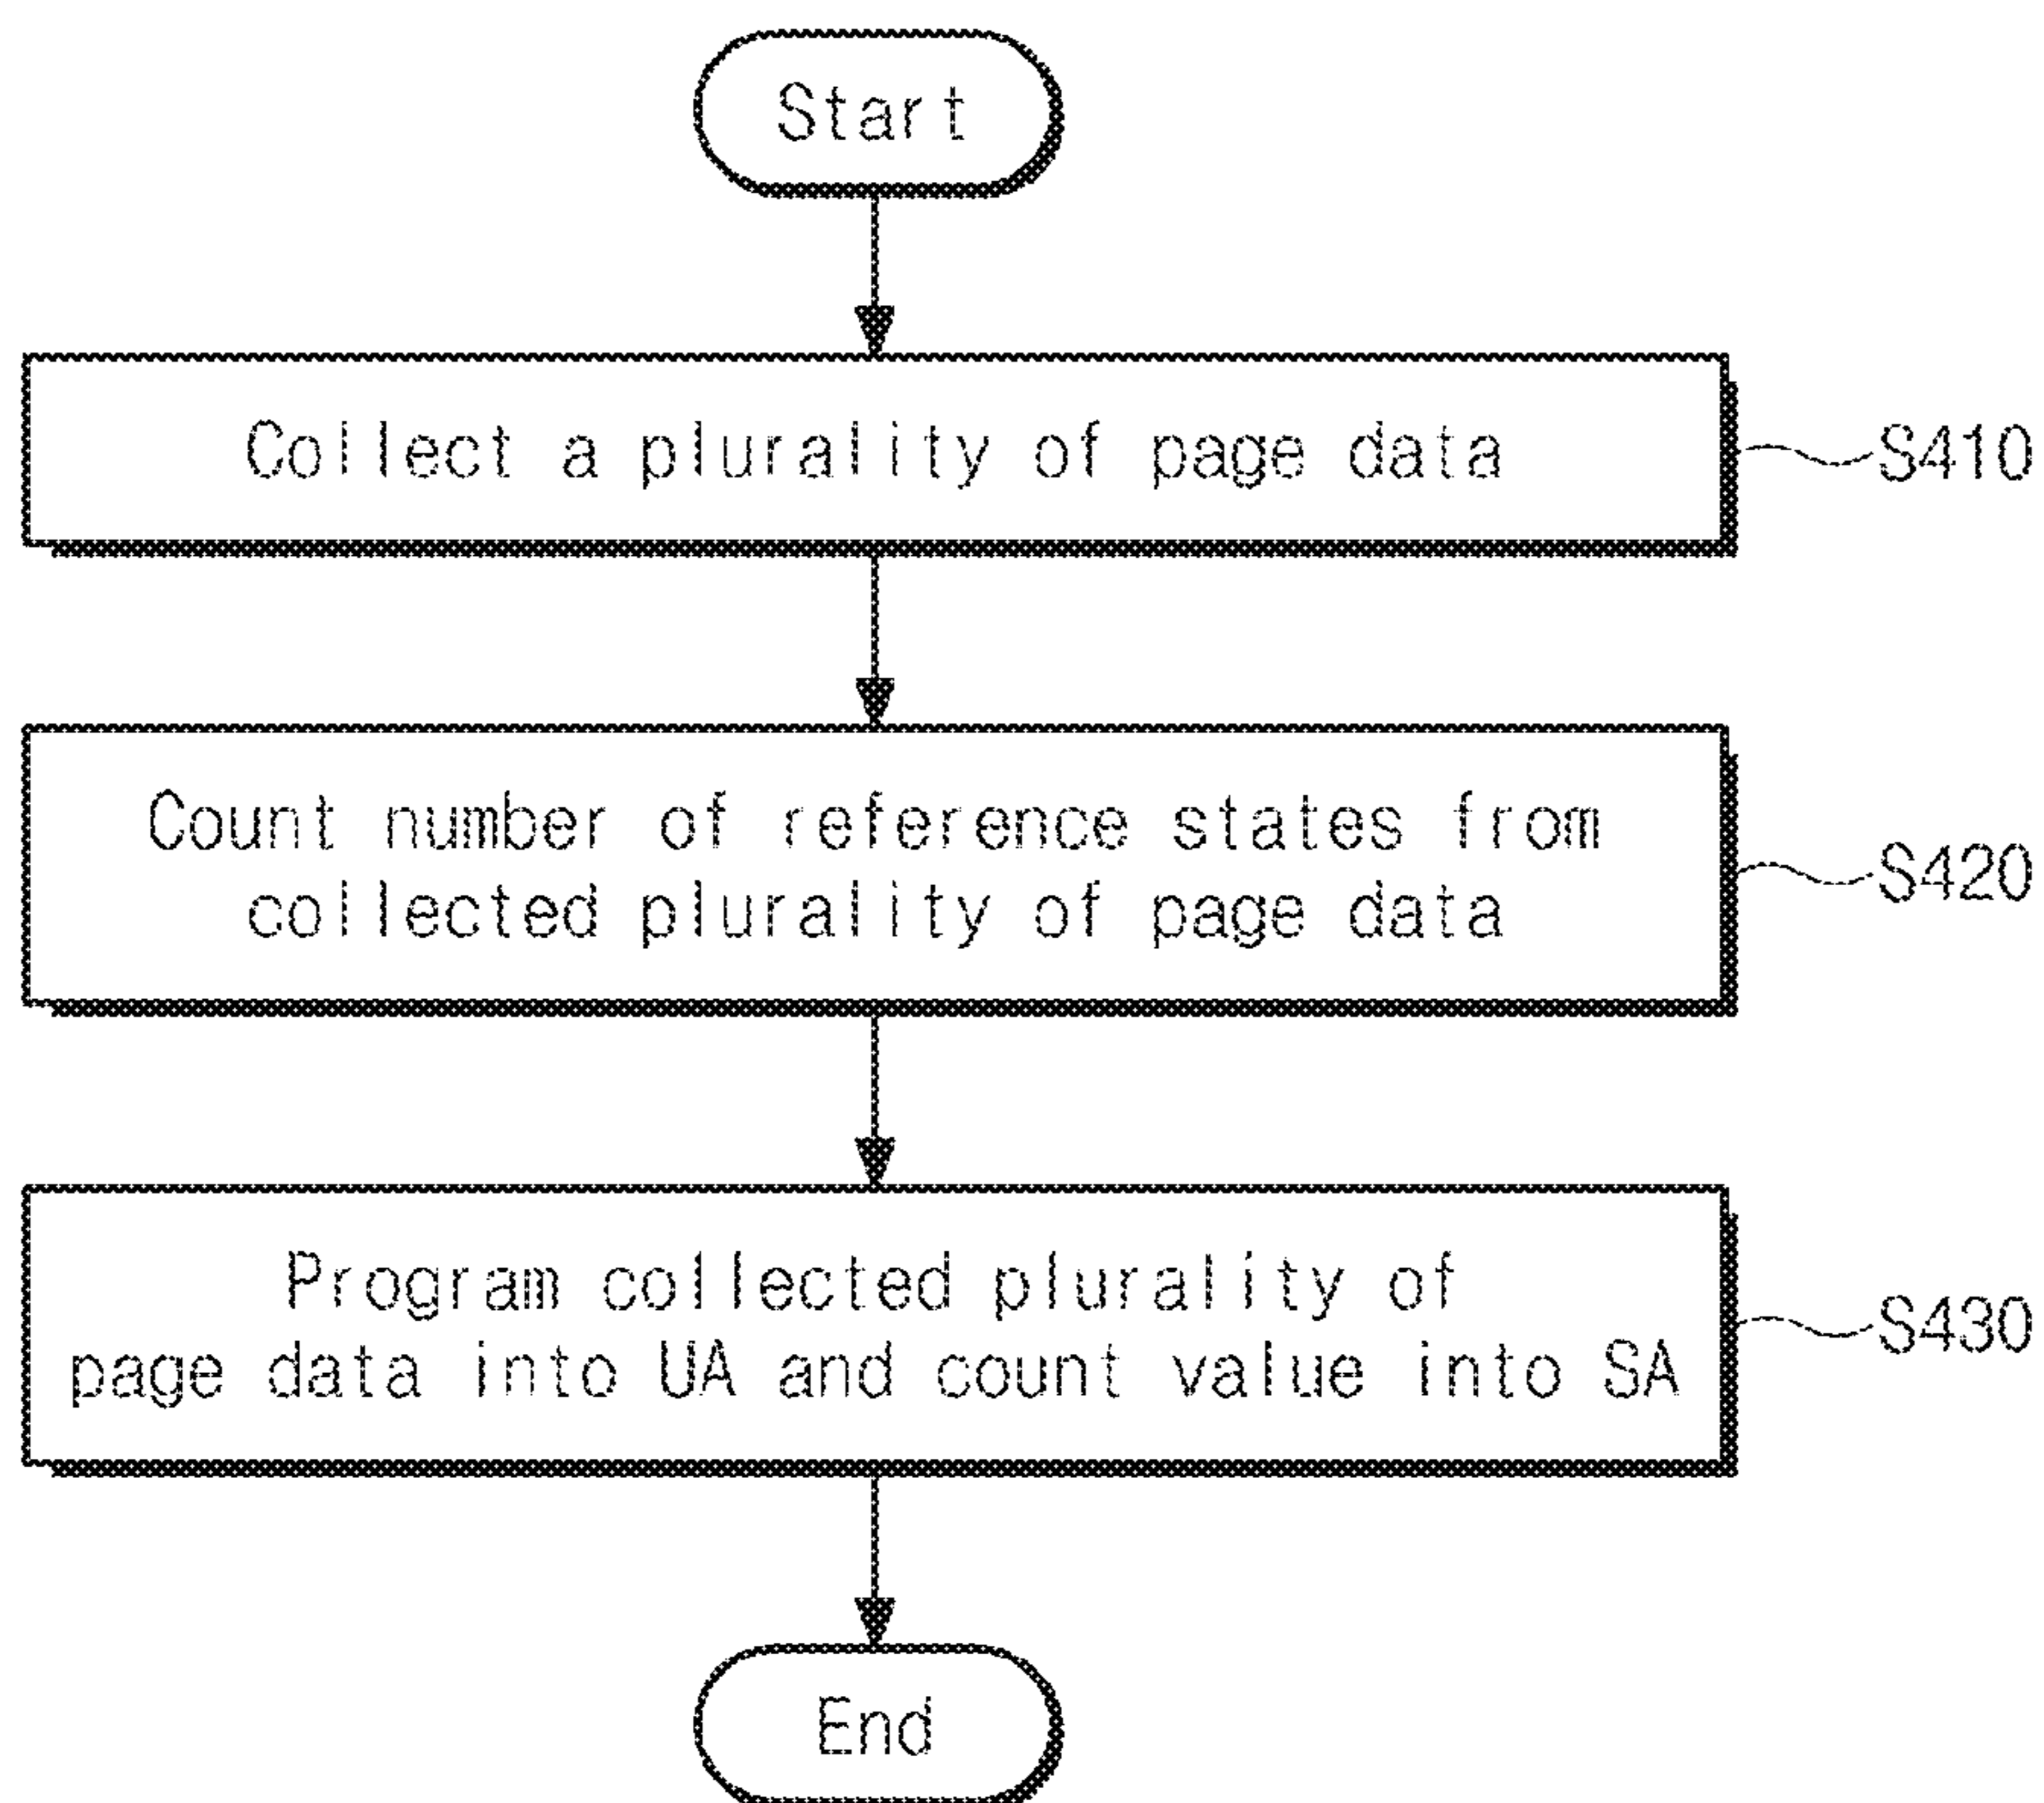 Start
Collect a plurality of page data
S410
Count number of reference states from
collected plurality of page data
S420
Program collected plurality of
page data into UA and count value into SA
S430
End